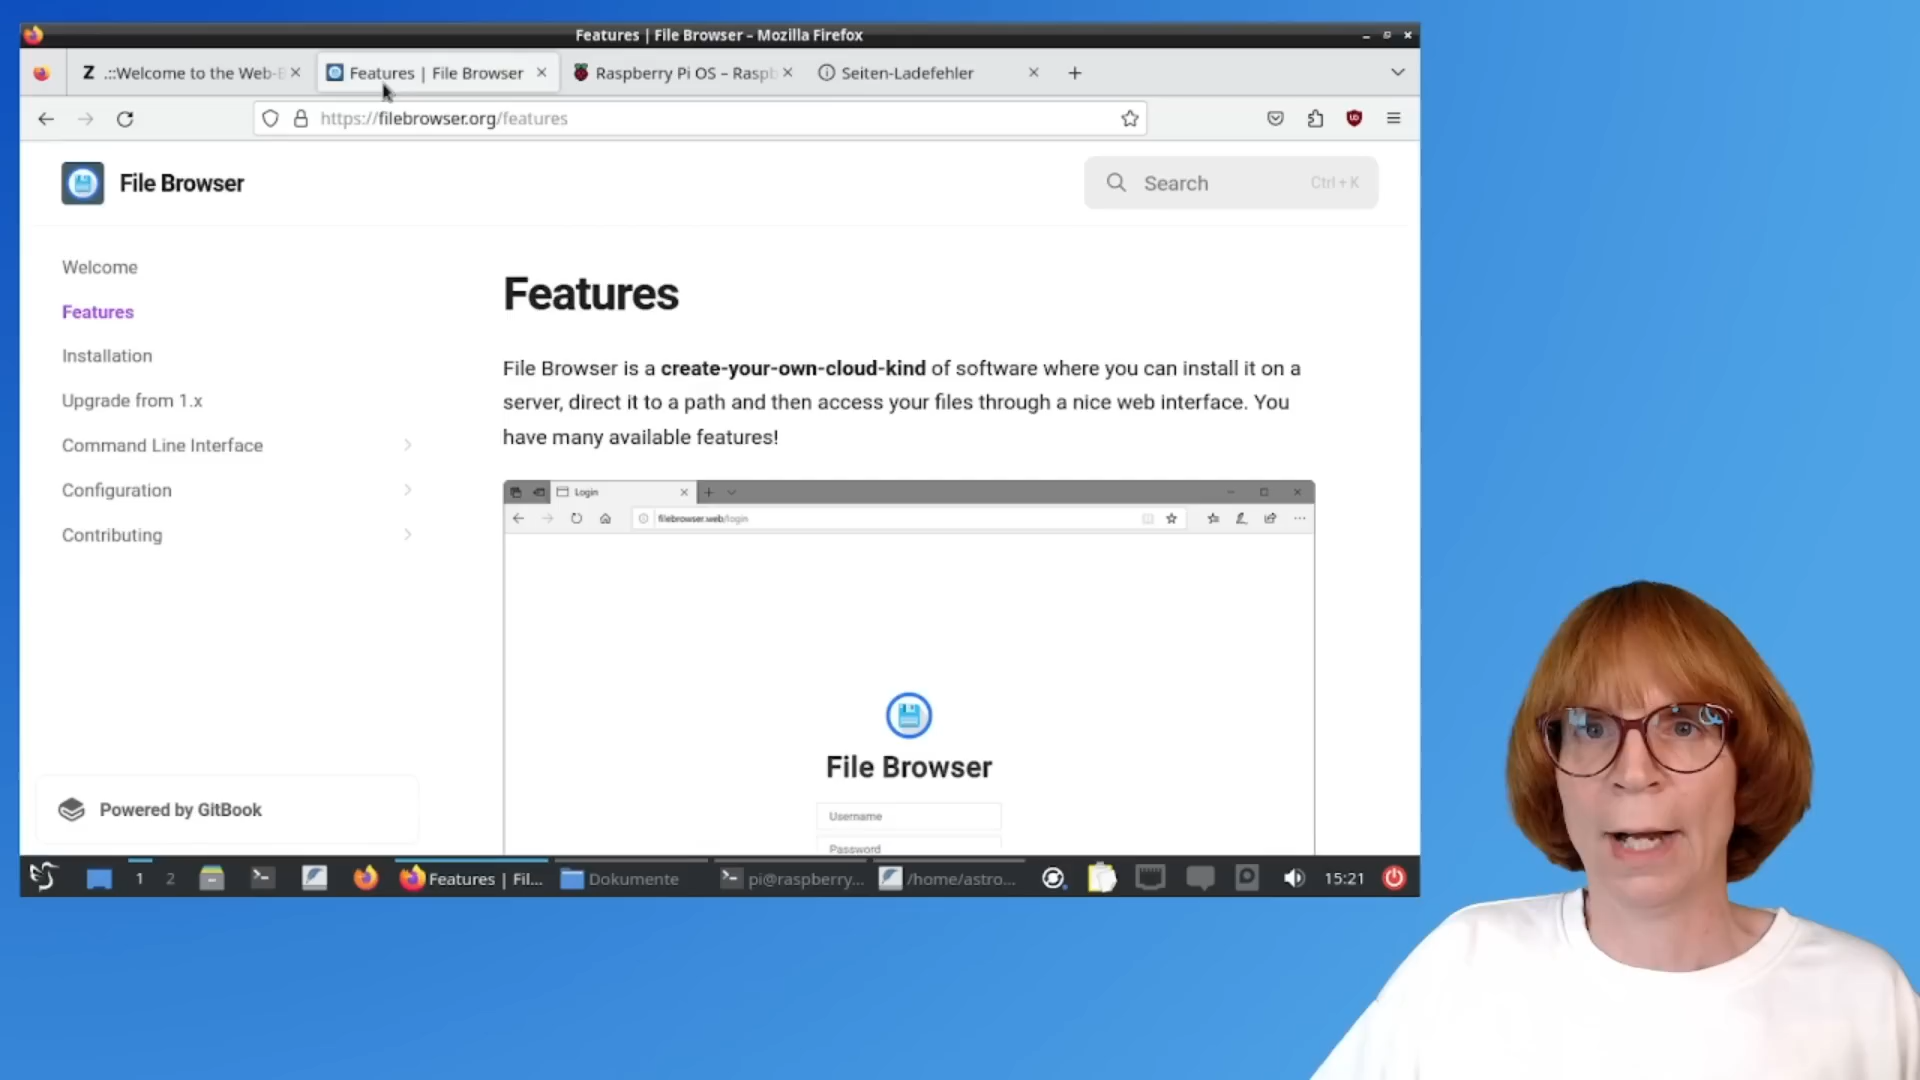 Features | File Browser – Mozilla Firefox
Z .::Welcome to the Web-B
Features | File Browser
Raspberry Pi OS – Raspb
Seiten-Ladefehler
https://filebrowser.org/features
File Browser
Search
Ctrl + K
Welcome
Features
Installation
Upgrade from 1.x
Command Line Interface
Configuration
Contributing
Powered by GitBook
Features
File Browser is a create-your-own-cloud-kind of software where you can install it on a
server, direct it to a path and then access your files through a nice web interface. You
have many available features!
Login
filebrowser.web/login
File Browser
Username
Password
1
2
Features | Fil...
Dokumente
pi@raspberry...
/home/astro...
15:21